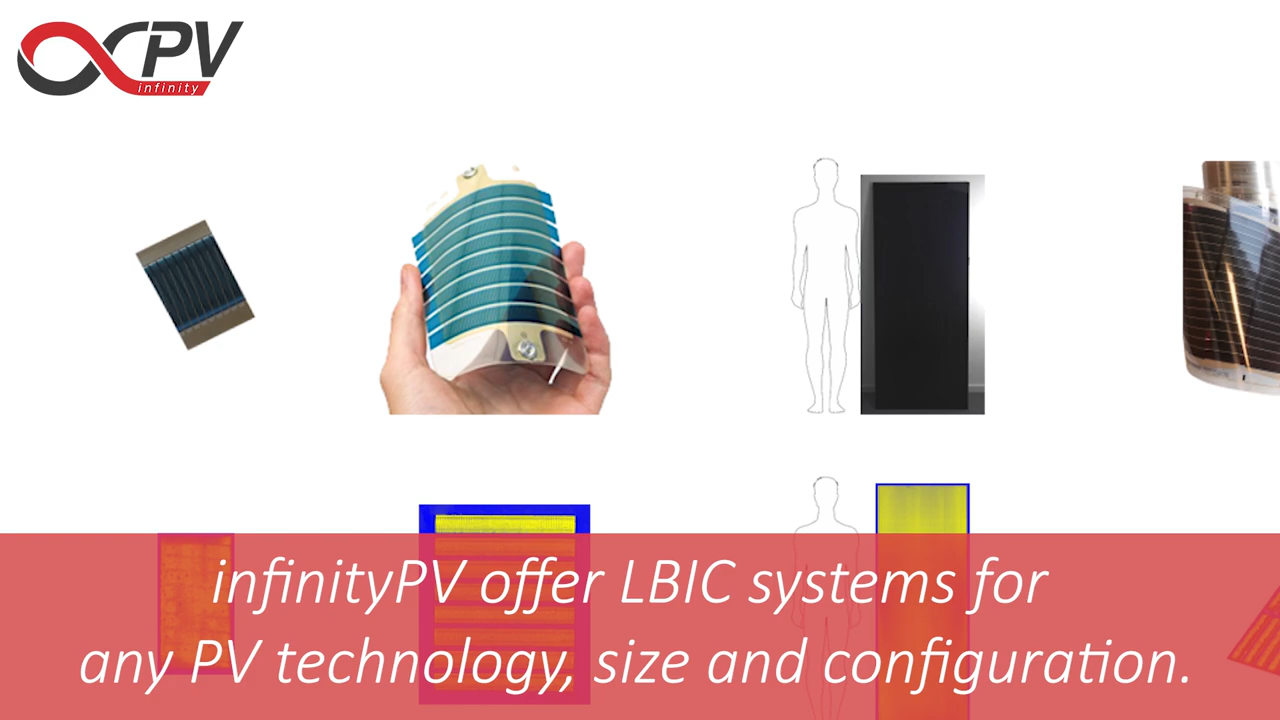 PV
infinity
infinityPV offer LBIC systems for
any PV technology, size and configuration.